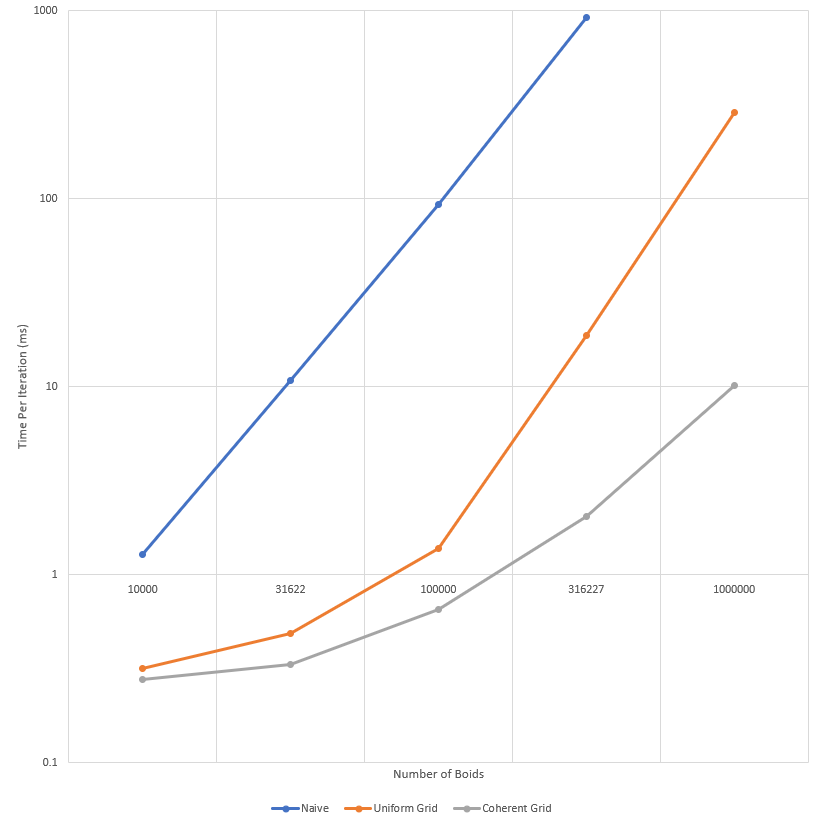 1000
100
10
1
0.1
Time Per Iteration (ms)
10000 31622 100000 316227 1000000
Number of Boids
Naive Uniform Grid Coherent Grid